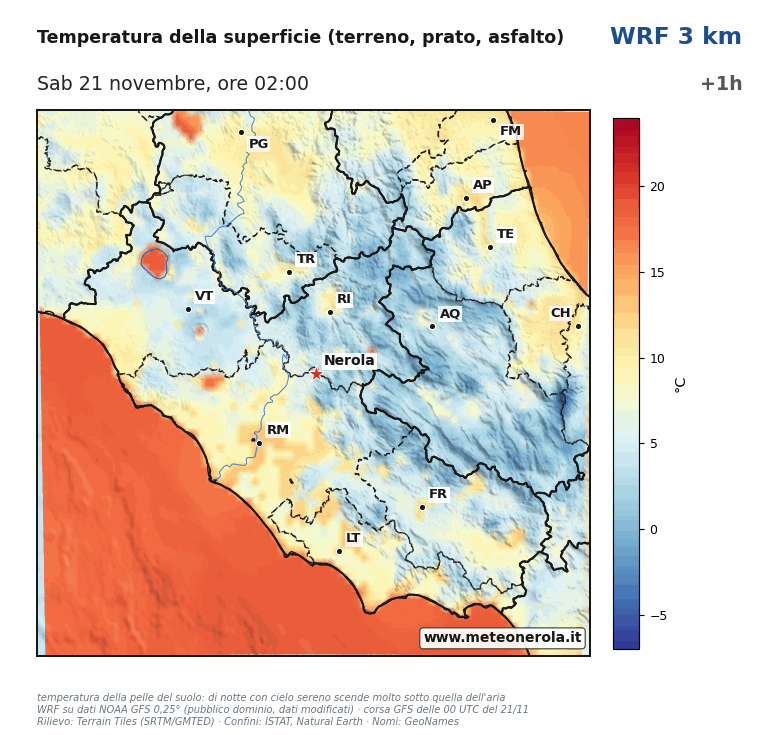 Temperatura della superficie (terreno, prato, asfalto)
WRF 3 km
Sab 21 novembre, ore 02:00
+1h
FM
PG
AP
TE
TR
VT
RI
AQ
CH
Nerola
RM
FR
LT
www.meteonerola.it
20
15
10
5
0
−5
°C
temperatura della pelle del suolo: di notte con cielo sereno scende molto sotto quella dell'aria
WRF su dati NOAA GFS 0,25° (pubblico dominio, dati modificati) · corsa GFS delle 00 UTC del 21/11
Rilievo: Terrain Tiles (SRTM/GMTED) · Confini: ISTAT, Natural Earth · Nomi: GeoNames